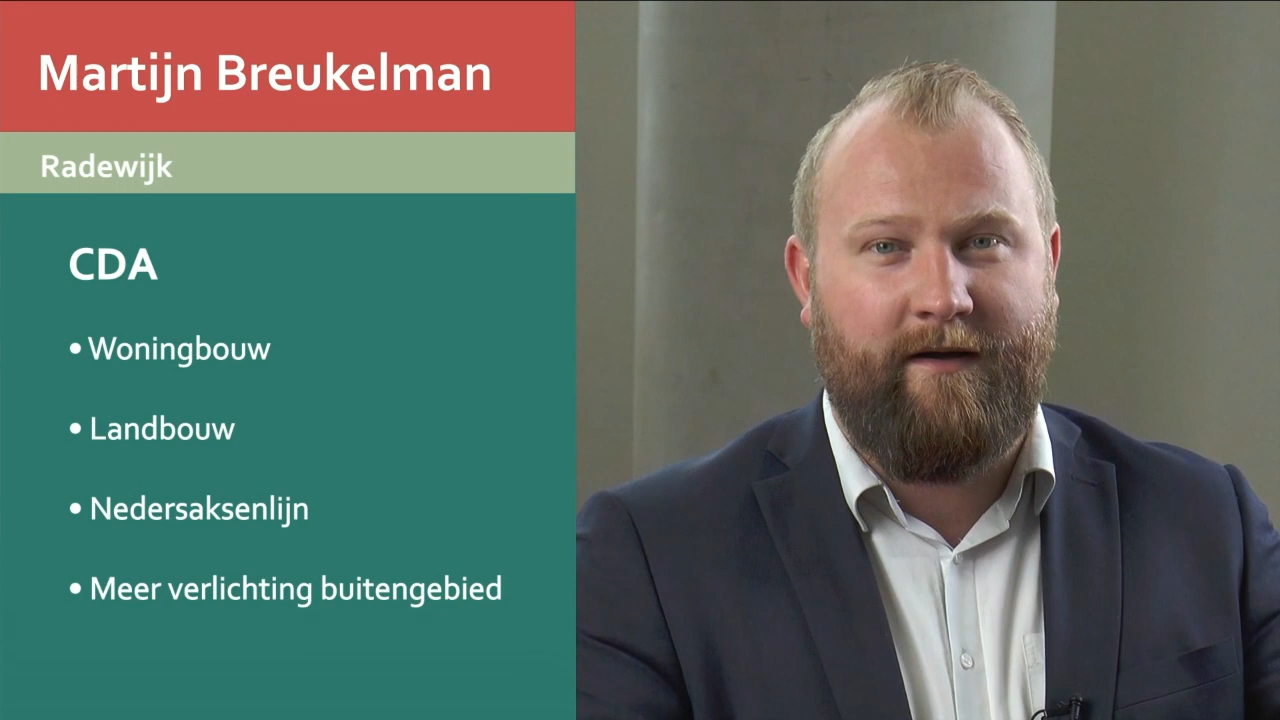 Martijn Breukelman
Radewijk
CDA
• Woningbouw
• Landbouw
• Nedersaksenlijn
• Meer verlichting buitengebied